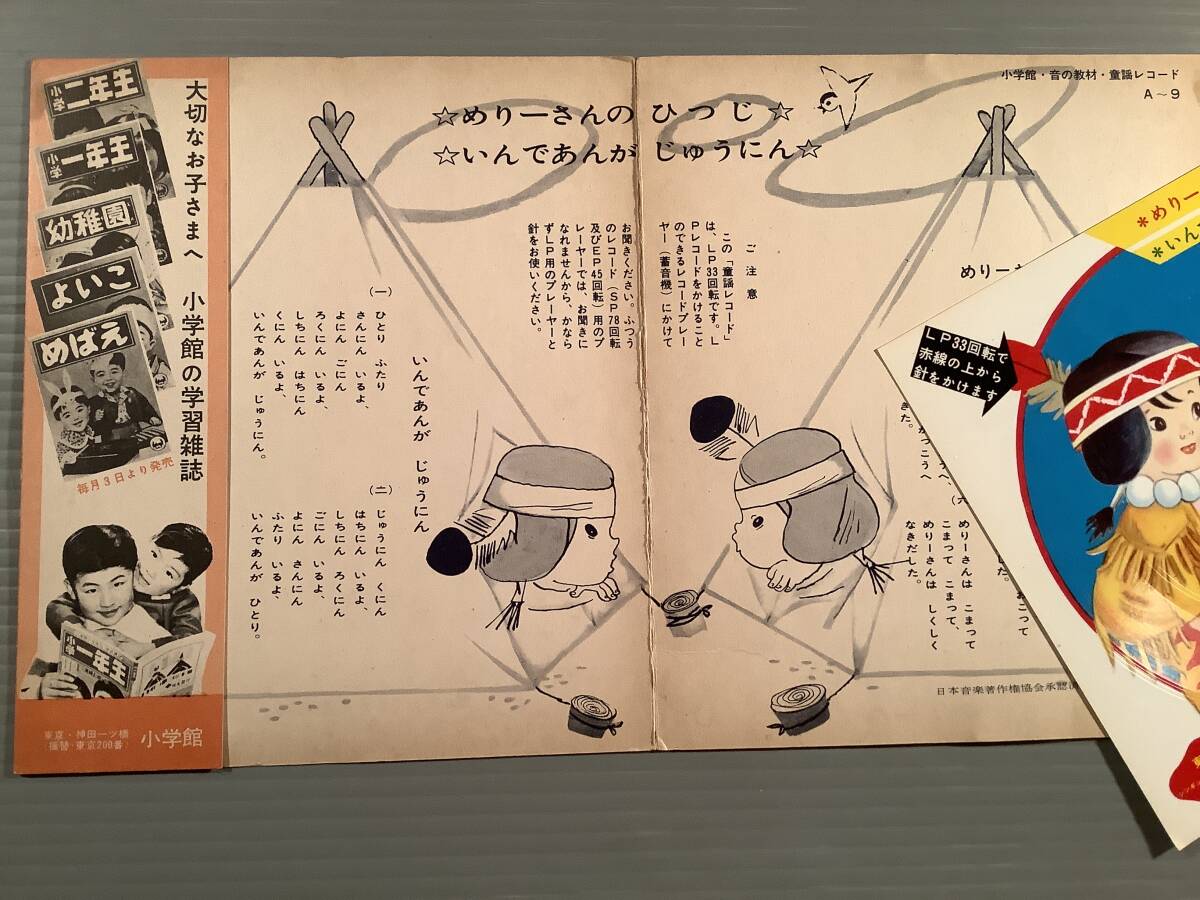 大切なお子さまへ 小学館の学習雑誌
小学二年生
小学一年生
幼稚園
よいこ
めばえ
毎月3日より発売
小学一年生
東京・神田一ツ橋
(振替・東京200番)
小学館
小学館・音の教材・童謡レコード
A〜9
☆めりーさんの ひつじ☆
☆いんであんが じゅうにん☆
ご注意
この「童謡レコード」
は、LP33回転です。L
Pレコードをかけること
のできるレコードプレー
ヤー(蓄音機)にかけて
お聞きください。ふつう
のレコード(SP78回転
及びEP45回転)用のプ
レーヤーでは、お聞きに
なれませんから、かなら
ずLP用のプレーヤーと
針をお使いください。
いんであんが じゅうにん
(一)
ひとり ふたり
さんにん いるよ、
よにん ごにん
ろくにん いるよ、
しちにん はちにん
くにん いるよ、
いんであんが じゅうにん。
(二)
じゅうにん くにん
はちにん いるよ、
しちにん ろくにん
ごにん いるよ、
よにん さんにん
ふたり いるよ、
いんであんが ひとり。
めりーさ
がっこうへ
きた。
(六)
めりーさんは こまって
こまって こまって、
めりーさんは しくしく
なきだした。
日本音楽著作権協会承認
*めりー
*いんで
LP33回転で
赤線の上から
針をかけます